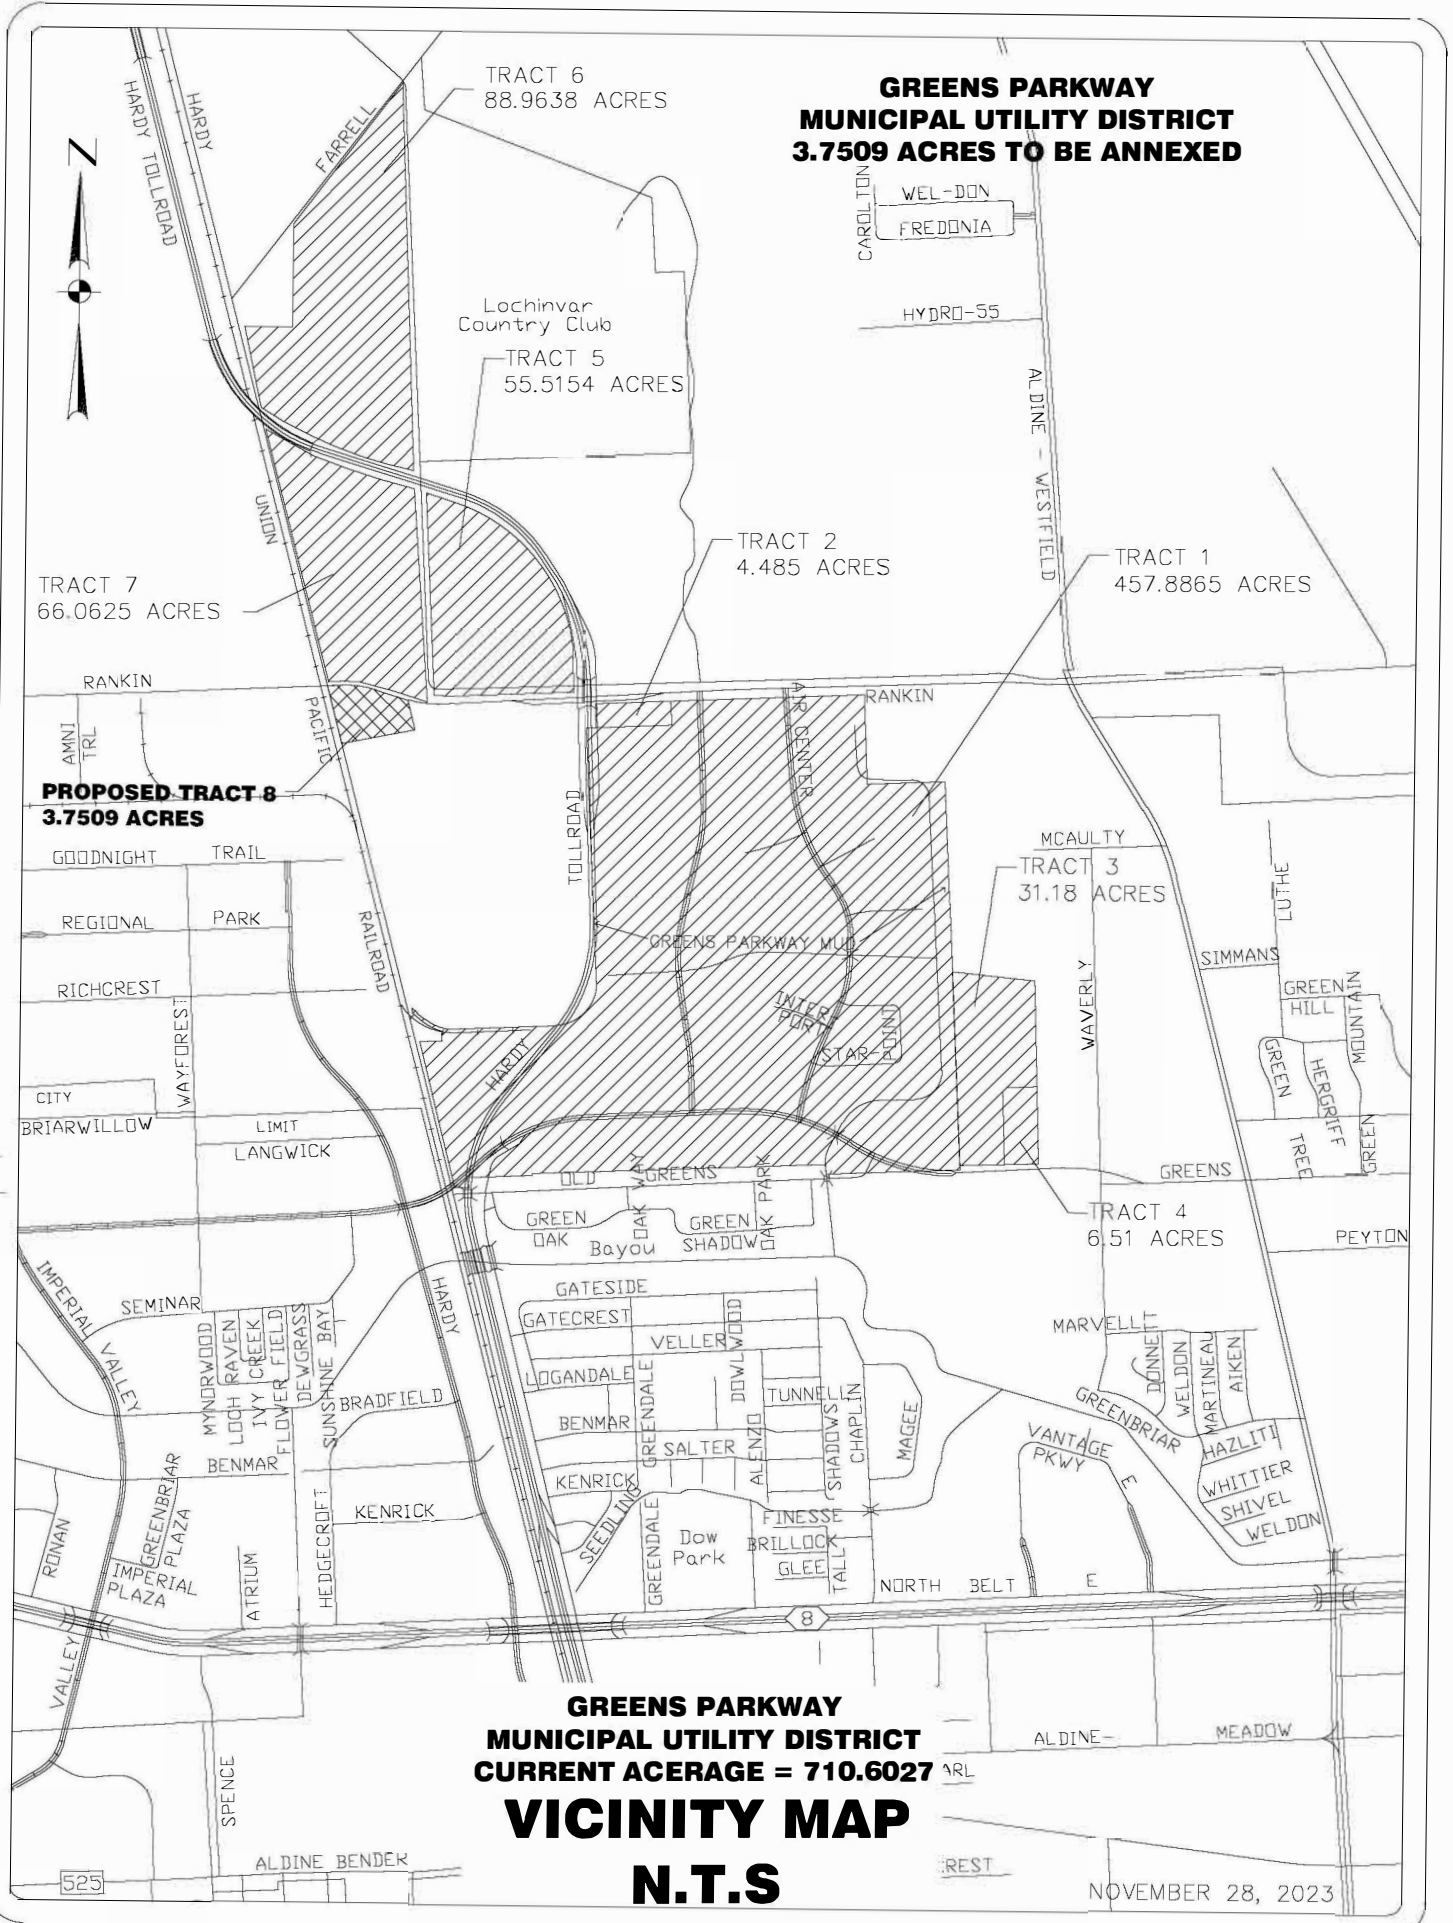 GREENS PARKWAY
MUNICIPAL UTILITY DISTRICT
3.7509 ACRES TO BE ANNEXED
TRACT 6
88.9638 ACRES
HARDY TOLLROAD
HARDY
FARRELL
N
CAROLTON
WEL-DON
FREDONIA
HYDRO-55
Lochinvar
Country Club
TRACT 5
55.5154 ACRES
ALDINE - WESTFIELD
UNION
TRACT 2
4.485 ACRES
TRACT 1
457.8865 ACRES
TRACT 7
66.0625 ACRES
RANKIN
RANKIN
AMNI
TRL
PACIFIC
AIR CENTER
PROPOSED TRACT 8
3.7509 ACRES
TOLLROAD
GOODNIGHT TRAIL
MCAULTY
TRACT 3
31.18 ACRES
LUTHE
REGIONAL PARK
RAILROAD
GREENS PARKWAY MUD
SIMMANS
RICHCREST
WAYFOREST
WAVERLY
GREEN
HILL
MOUNTAIN
INTER
PORT
STAR-POINT
HARDY
GREEN
HERGRIFF
CITY
BRIARWILLOW
LIMIT
LANGWICK
TREE
GREEN
OLD GREENS
OAK WAY
OAK PARK
GREENS
GREEN
OAK
GREEN
SHADOW
Bayou
TRACT 4
6.51 ACRES
PEYTON
IMPERIAL
VALLEY
SEMINAR
HARDY
GATESIDE
GATECREST
VELLER
DOWLWOOD
MARVELLT
DONNETT
WELDON
MARTINEAU
AIKEN
MYNORWOOD
LOCH RAVEN
IVY CREEK
FLOWER FIELD
DEWGRASS
SUNSHINE BAY
BRADFIELD
LOGANDALE
GREENDALE
TUNNELL
BENMAR
SALTER
ALENZO
SHADOWS
CHAPLIN
MAGEE
GREENBRIAR
VANTAGE
PKWY
E
HAZLITT
WHITTIER
SHIVEL
WELDON
BENMAR
KENRICK
KENRICK
SEEDLING
GREENDALE
Dow
Park
FINESSE
BRILLOCK
GLEE
TALL
RONAN
GREENBRIAR
PLAZA
IMPERIAL
PLAZA
ATRIUM
HEDGECROFT
NORTH BELT E
8
VALLEY
GREENS PARKWAY
MUNICIPAL UTILITY DISTRICT
CURRENT ACERAGE = 710.6027
ALDINE- MEADOW
ARL
SPENCE
VICINITY MAP
N.T.S
ALDINE BENDER
525
REST
NOVEMBER 28, 2023